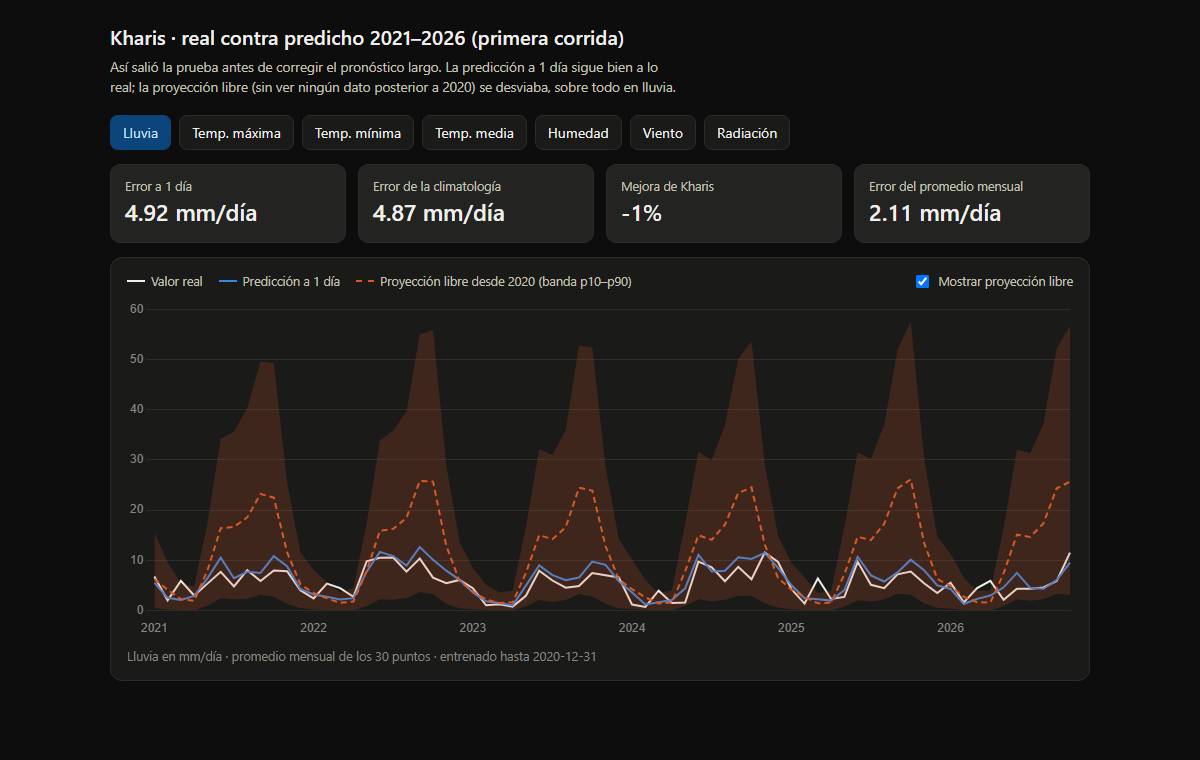 Kharis · real contra predicho 2021–2026 (primera corrida)
Así salió la prueba antes de corregir el pronóstico largo. La predicción a 1 día sigue bien a lo
real; la proyección libre (sin ver ningún dato posterior a 2020) se desviaba, sobre todo en lluvia.
Lluvia Temp. máxima Temp. mínima Temp. media Humedad Viento Radiación
Error a 1 día
4.92 mm/día
Error de la climatología
4.87 mm/día
Mejora de Kharis
-1%
Error del promedio mensual
2.11 mm/día
Valor real Predicción a 1 día Proyección libre desde 2020 (banda p10–p90) Mostrar proyección libre
60
50
40
30
20
10
0
2021 2022 2023 2024 2025 2026
Lluvia en mm/día · promedio mensual de los 30 puntos · entrenado hasta 2020-12-31